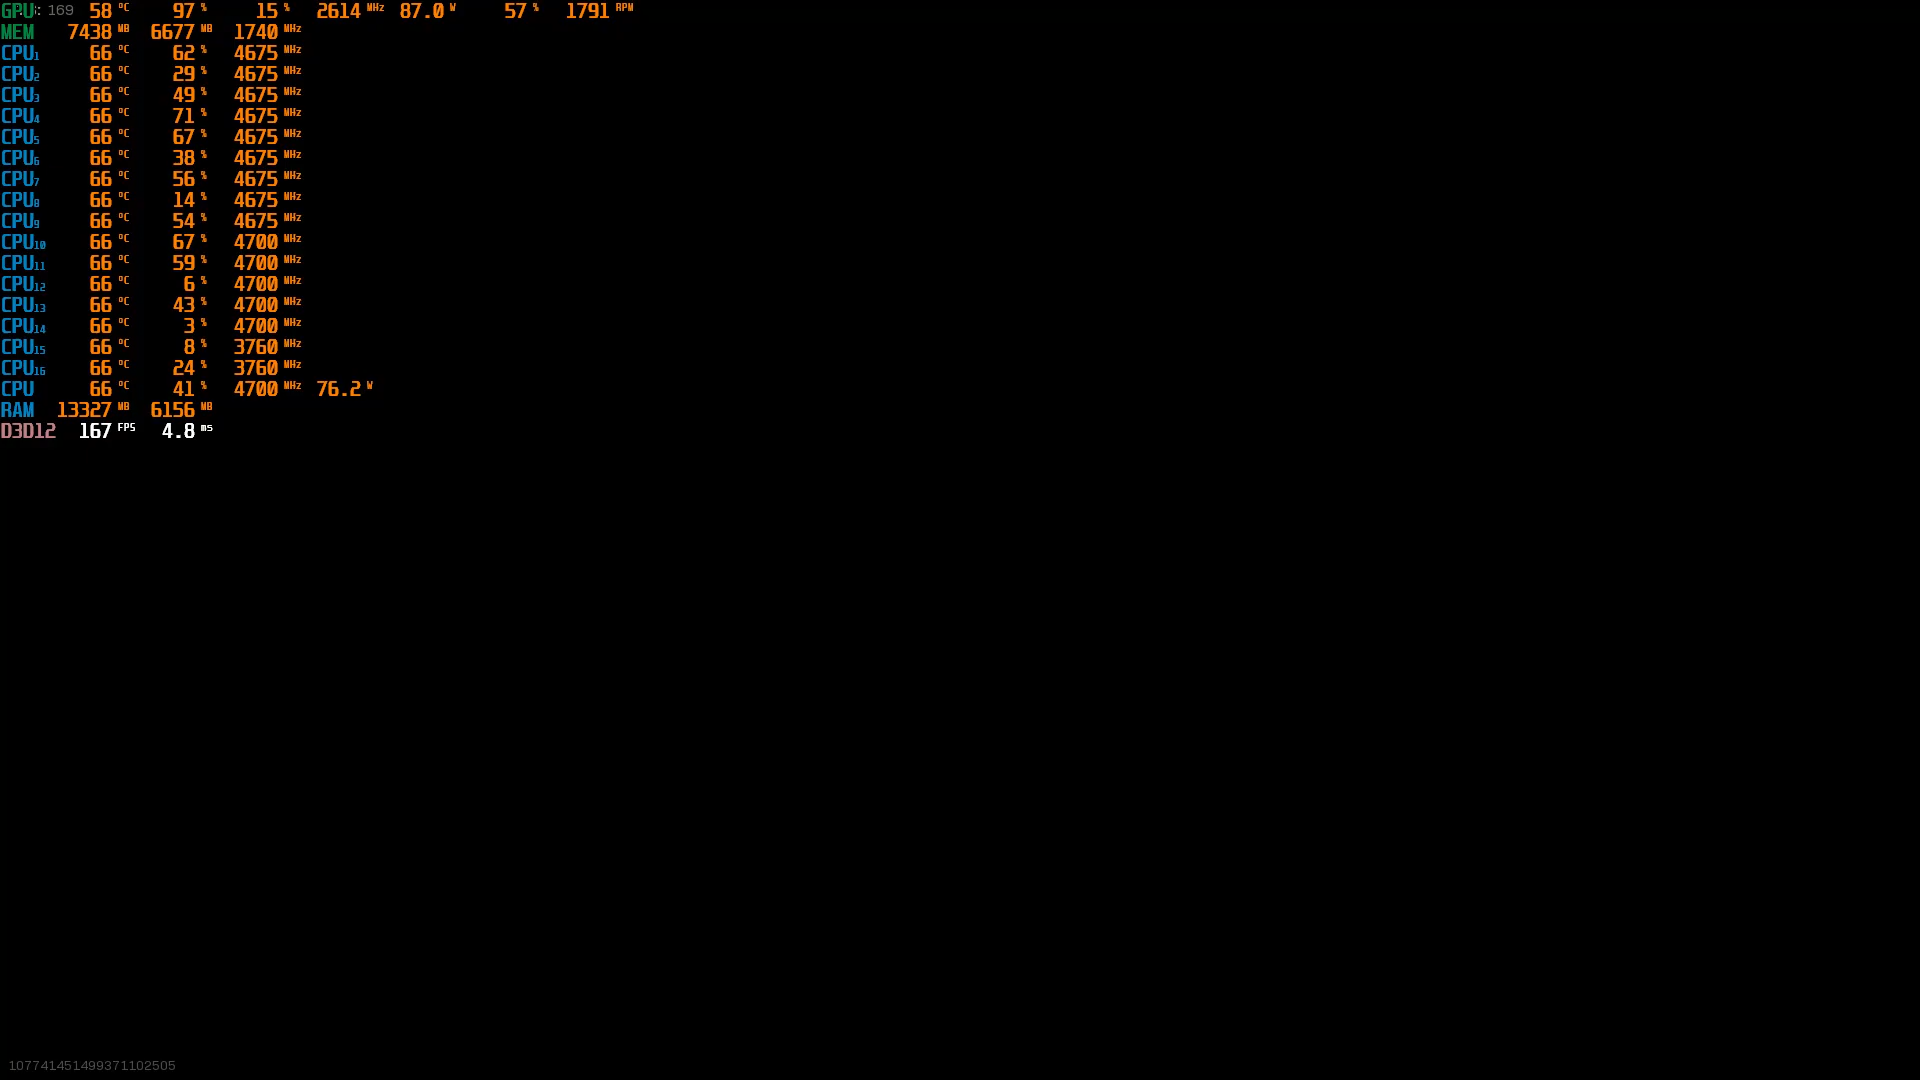 GPU : 169 58 °C 97 % 15 % 2614 MHz 87.0 W 57 % 1791 RPM
MEM 7438 MB 6677 MB 1740 MHz
CPU1 66 °C 62 % 4675 MHz
CPU2 66 °C 29 % 4675 MHz
CPU3 66 °C 49 % 4675 MHz
CPU4 66 °C 71 % 4675 MHz
CPU5 66 °C 67 % 4675 MHz
CPU6 66 °C 38 % 4675 MHz
CPU7 66 °C 56 % 4675 MHz
CPU8 66 °C 14 % 4675 MHz
CPU9 66 °C 54 % 4675 MHz
CPU10 66 °C 67 % 4700 MHz
CPU11 66 °C 59 % 4700 MHz
CPU12 66 °C 6 % 4700 MHz
CPU13 66 °C 43 % 4700 MHz
CPU14 66 °C 3 % 4700 MHz
CPU15 66 °C 8 % 3760 MHz
CPU16 66 °C 24 % 3760 MHz
CPU 66 °C 41 % 4700 MHz 76.2 W
RAM 13327 MB 6156 MB
D3D12 167 FPS 4.8 ms
107741451499371102505